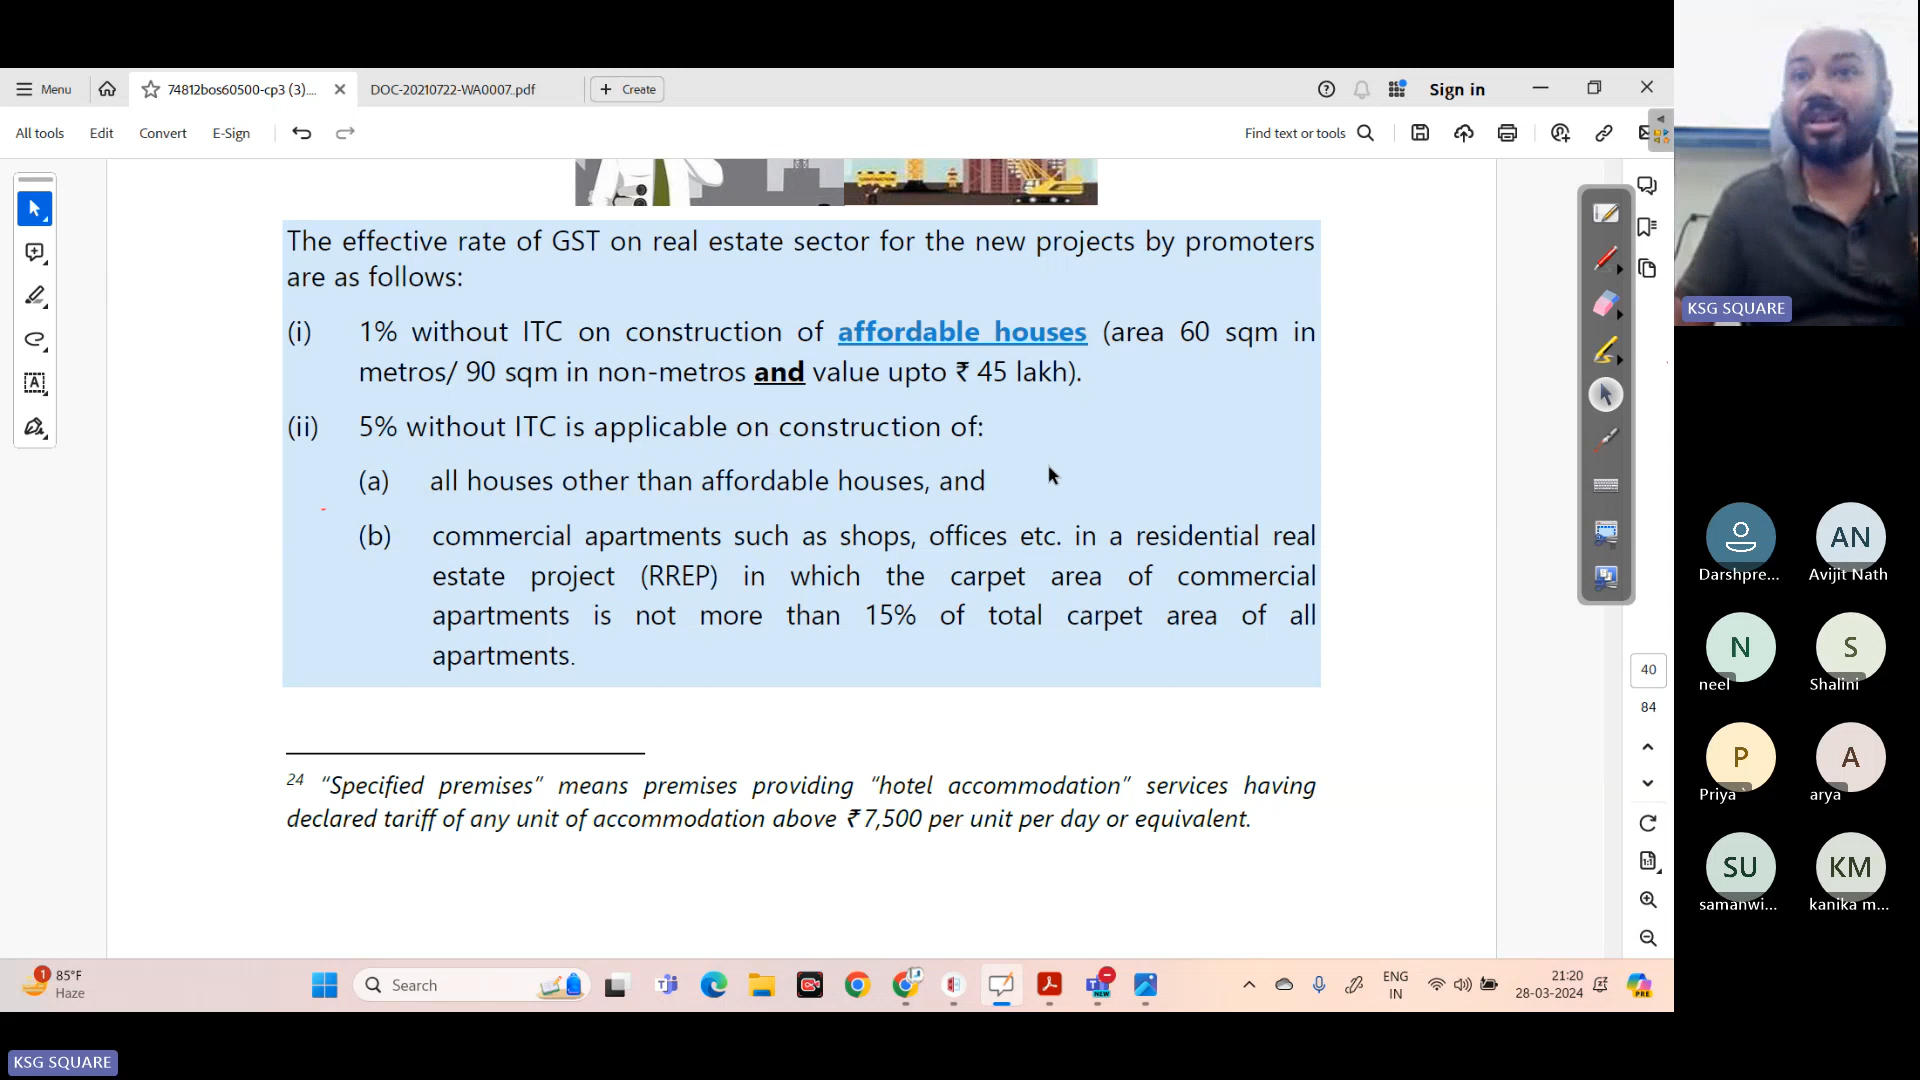 Menu
74812bos60500-cp3 (3)....
DOC-20210722-WA0007..pdf
Create
Sign in
All tools
Edit
Convert
E-Sign
Find text or tools
The effective rate of GST on real estate sector for the new projects by promoters
are as follows:
(i) 1% without ITC on construction of affordable houses (area 60 sqm in
metros/ 90 sqm in non-metros and value upto ₹ 45 lakh).
(ii) 5% without ITC is applicable on construction of:
(a) all houses other than affordable houses, and
(b) commercial apartments such as shops, offices etc. in a residential real
estate project (RREP) in which the carpet area of commercial
apartments is not more than 15% of total carpet area of all
apartments.
24 “Specified premises” means premises providing “hotel accommodation” services having
declared tariff of any unit of accommodation above ₹ 7,500 per unit per day or equivalent.
40
84
KSG SQUARE
Darshpre...
AN
Avijit Nath
N
neel
S
Shalini
P
Priya `
A
arya
SU
samanwi...
KM
kanika m...
1
85°F
Haze
Search
NEW
ENG
IN
21:20
28-03-2024
PRE
KSG SQUARE